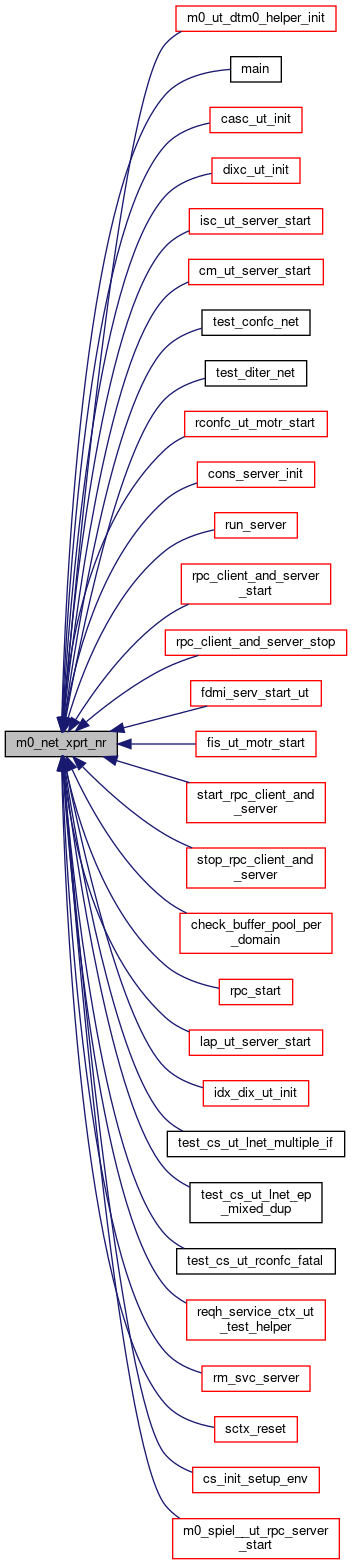 m0_ut_dtm0_helper_init
main
casc_ut_init
dixc_ut_init
isc_ut_server_start
cm_ut_server_start
test_confc_net
test_diter_net
rconfc_ut_motr_start
cons_server_init
run_server
rpc_client_and_server
_start
rpc_client_and_server_stop
fdmi_serv_start_ut
m0_net_xprt_nr
fis_ut_motr_start
start_rpc_client_and
_server
stop_rpc_client_and
_server
check_buffer_pool_per
_domain
rpc_start
lap_ut_server_start
idx_dix_ut_init
test_cs_ut_lnet_multiple_if
test_cs_ut_lnet_ep
_mixed_dup
test_cs_ut_rconfc_fatal
reqh_service_ctx_ut
_test_helper
rm_svc_server
sctx_reset
cs_init_setup_env
m0_spiel__ut_rpc_server
_start